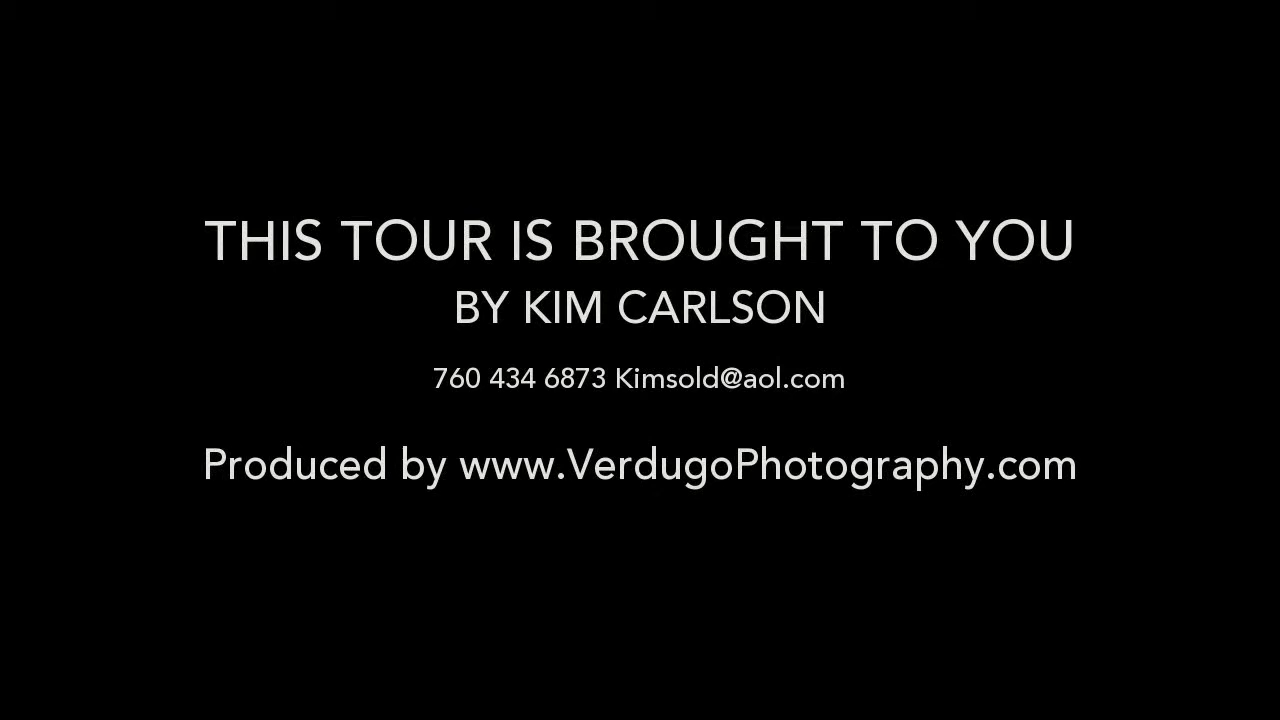 THIS TOUR IS BROUGHT TO YOU
BY KIM CARLSON
760 434 6873 Kimsold@aol.com
Produced by www.VerdugoPhotography.com